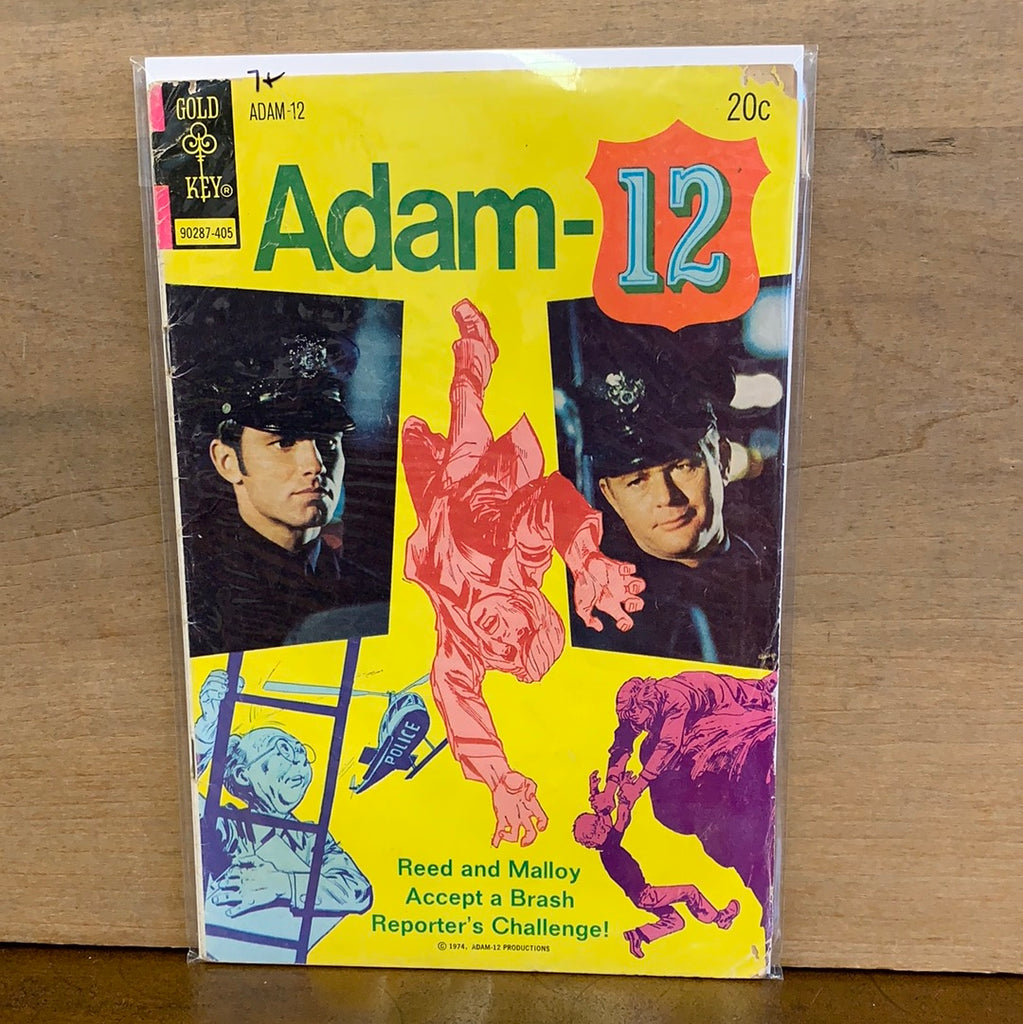 7+
ADAM-12
20c
GOLD
KEY®
90287-405
Adam-12
POLICE
Reed and Malloy
Accept a Brash
Reporter's Challenge!
© 1974, ADAM-12 PRODUCTIONS